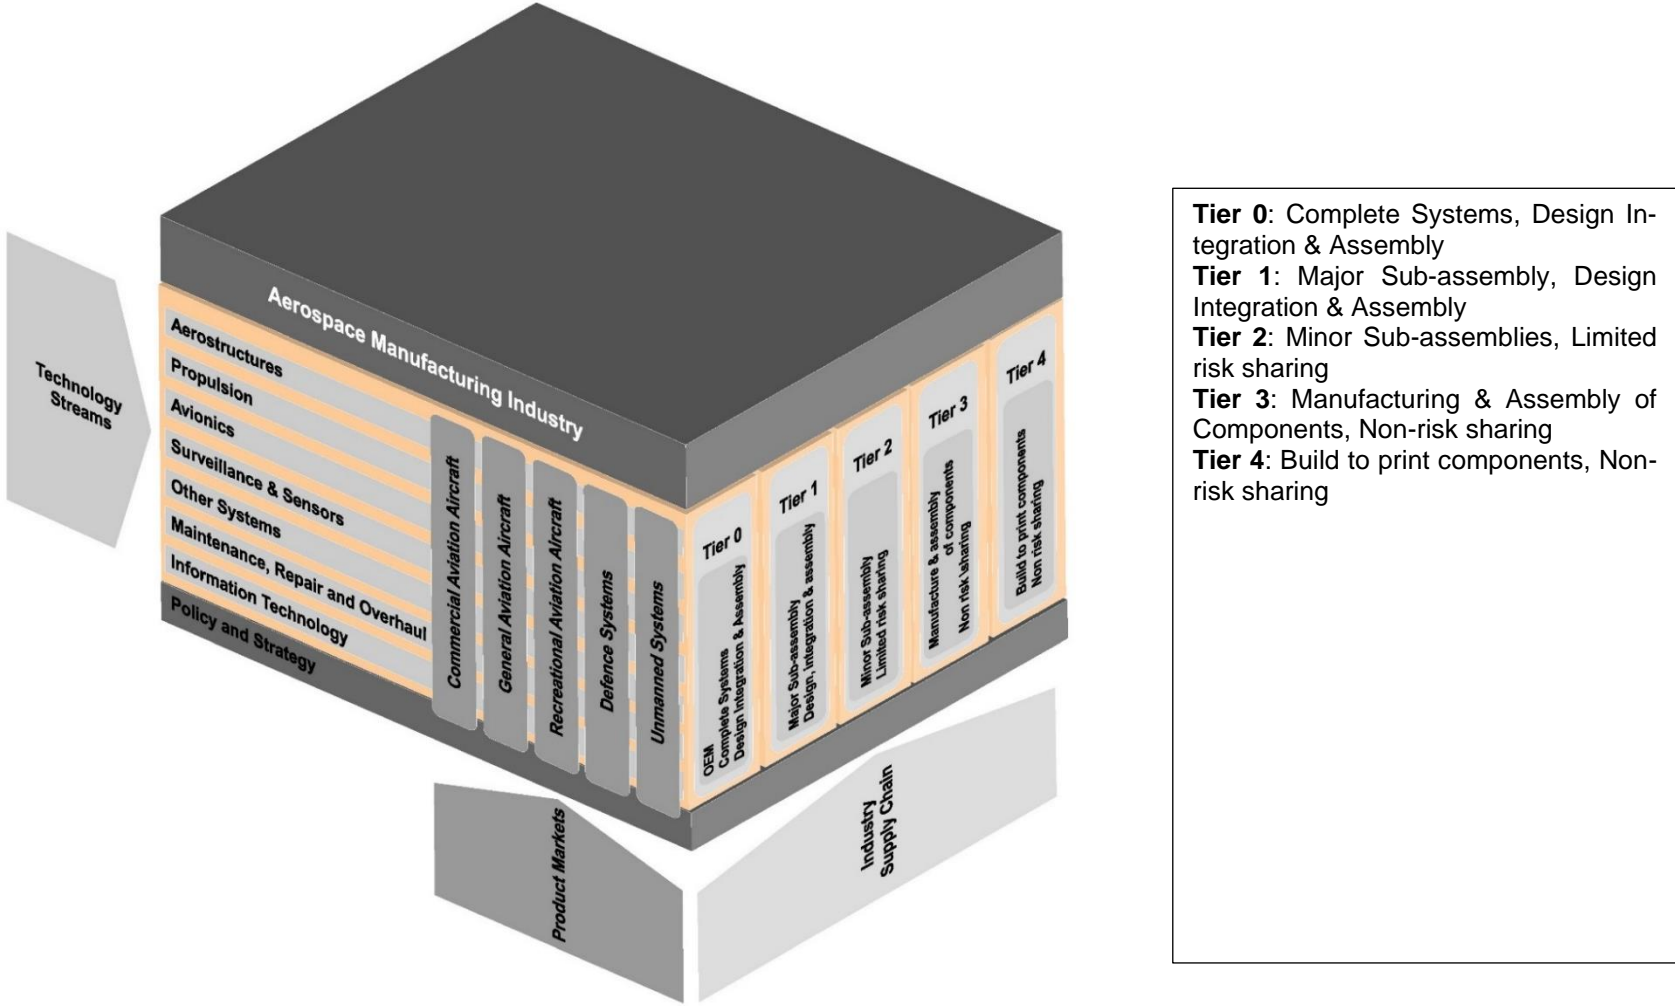 Aerospace Manufacturing Industry
Technology
Streams
Aerostructures
Propulsion
Avionics
Surveillance & Sensors
Other Systems
Maintenance, Repair and Overhaul
Information Technology
Policy and Strategy
Commercial Aviation Aircraft
General Aviation Aircraft
Recreational Aviation Aircraft
Defence Systems
Unmanned Systems
Product Markets
Tier 0
OEM
Complete Systems
Design Integration & Assembly
Tier 1
Major Sub-assembly
Design, integration & assembly
Tier 2
Minor Sub-assembly
Limited risk sharing
Tier 3
Manufacture & assembly
of components
Non risk \sharing
Tier 4
Build to print components
Non risk sharing
Industry
Supply Chain
Tier 0: Complete Systems, Design In-
tegration & Assembly
Tier 1: Major Sub-assembly, Design
Integration & Assembly
Tier 2: Minor Sub-assemblies, Limited
risk sharing
Tier 3: Manufacturing & Assembly of
Components, Non-risk sharing
Tier 4: Build to print components, Non-
risk sharing